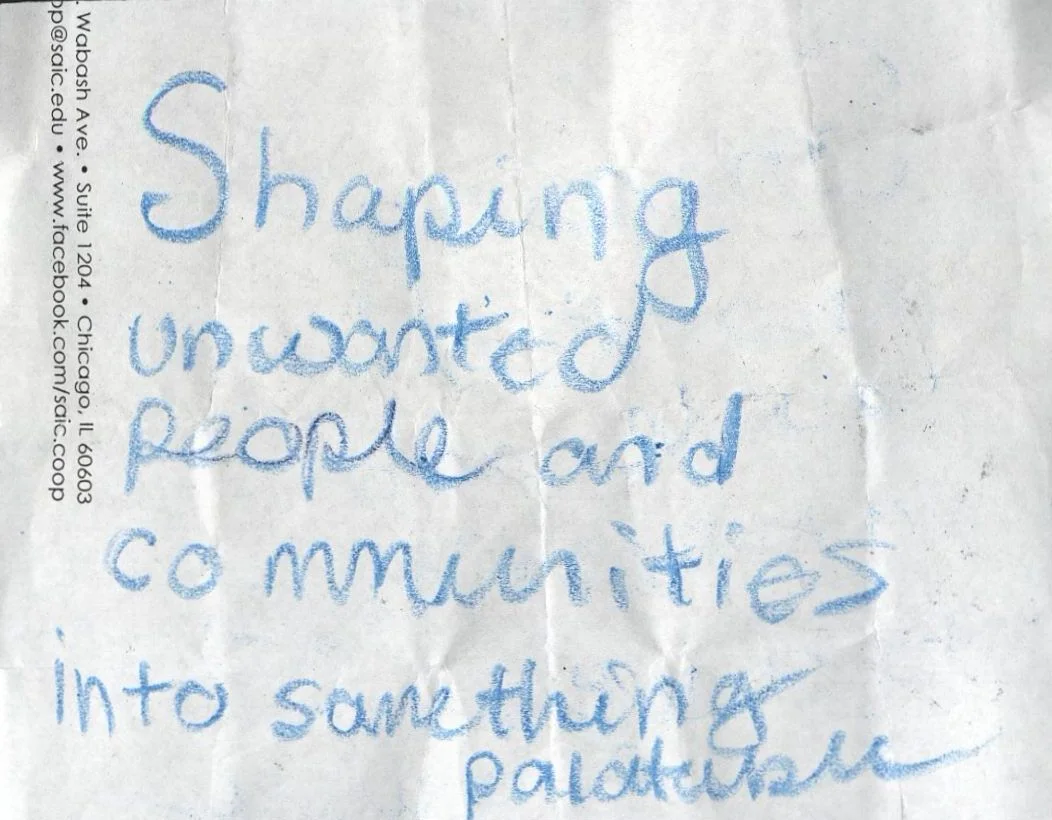 Shaping
unwanted
people and
communities
into something
palatable
. Wabash Ave. • Suite 1204 • Chicago, IL 60603
op@saic.edu • www.facebook.com/saic.coop